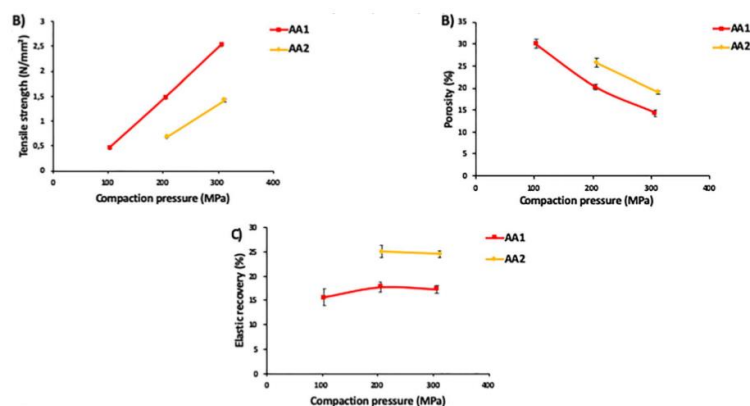 B)
AA1
AA2
Tensile strength (N/mm²)
3
2,5
2
1,5
1
0,5
0
0
100
200
300
400
Compaction pressure (MPa)
B)
AA1
AA2
Porosity (%)
35
30
25
20
15
10
5
0
0
100
200
300
400
Compaction pressure (MPa)
C)
AA1
AA2
Elastic recovery (%)
30
25
20
15
10
5
0
0
100
200
300
400
Compaction pressure (MPa)